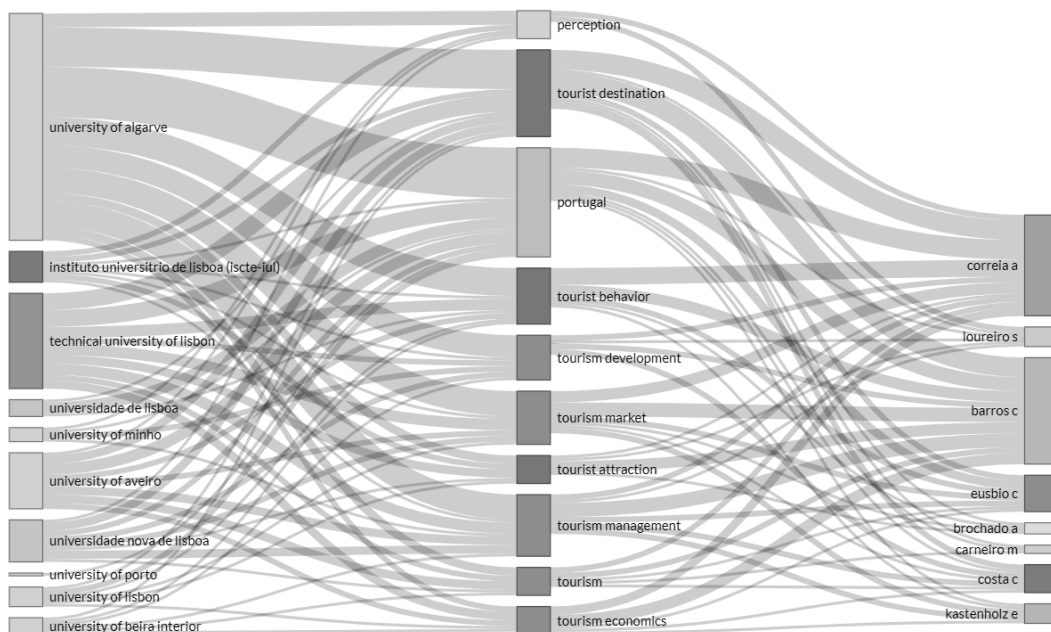 university of algarve
instituto universitrio de lisboa (iscte-iul)
technical university of lisbon
universidade de lisboa
university of minho
university of aveiro
universidade nova de lisboa
university of porto
university of lisbon
university of beira interior
perception
tourist destination
portugal
tourist behavior
tourism development
tourism market
tourist attraction
tourism management
tourism
tourism economics
correia a
loureiro s
barros c
eusbio c
brochado a
carneiro m
costa c
kastenholz e